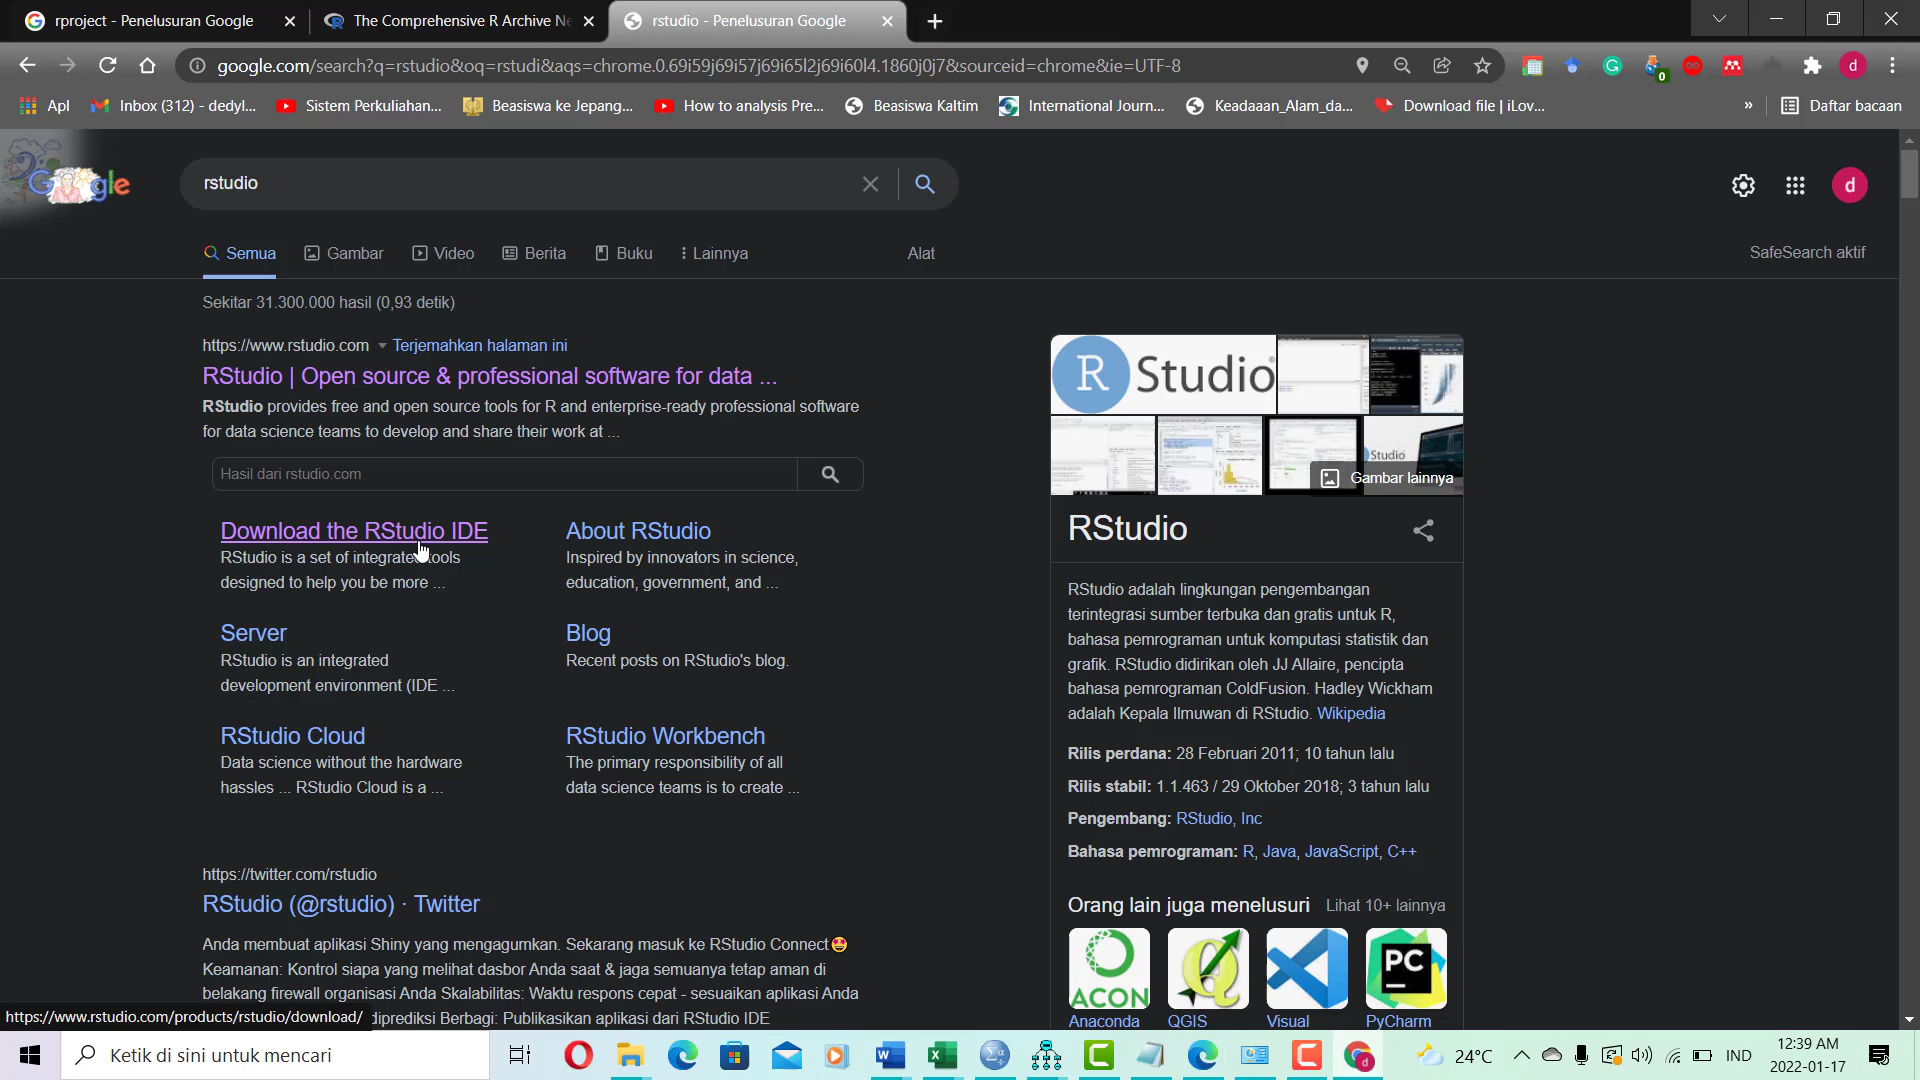 rproject - Penelusuran Google
The Comprehensive R Archive Ne
rstudio - Penelusuran Google
google.com/search?q=rstudio&oq=rstudi&aqs=chrome.0.69i59j69i57j69i65l2j69i60l4.1860j0j7&sourceid=chrome&ie=UTF-8
0
d
Apl
Inbox (312) - dedyl...
Sistem Perkuliahan...
Beasiswa ke Jepang...
How to analysis Pre...
Beasiswa Kaltim
International Journ...
Keadaaan_Alam_da...
Download file | iLov...
»
Daftar bacaan
Google
rstudio
d
Semua
Gambar
Video
Berita
Buku
Lainnya
Alat
SafeSearch aktif
Sekitar 31.300.000 hasil (0,93 detik)
https://www.rstudio.com
Terjemahkan halaman ini
RStudio | Open source & professional software for data ...
RStudio provides free and open source tools for R and enterprise-ready professional software
for data science teams to develop and share their work at ...
Hasil dari rstudio.com
Download the RStudio IDE
RStudio is a set of integrated tools
designed to help you be more ...
About RStudio
Inspired by innovators in science,
education, government, and ...
Server
RStudio is an integrated
development environment (IDE ...
Blog
Recent posts on RStudio's blog.
RStudio Cloud
Data science without the hardware
hassles ... RStudio Cloud is a ...
RStudio Workbench
The primary responsibility of all
data science teams is to create ...
https://twitter.com/rstudio
RStudio (@rstudio) · Twitter
Anda membuat aplikasi Shiny yang mengagumkan. Sekarang masuk ke RStudio Connect🤩
Keamanan: Kontrol siapa yang melihat dasbor Anda saat & jaga semuanya tetap aman di
belakang firewall organisasi Anda Skalabilitas: Waktu respons cepat - sesuaikan aplikasi Anda
diprediksi Berbagi: Publikasikan aplikasi dari RStudio IDE
https://www.rstudio.com/products/rstudio/download/
R Studio®
Studio
Gambar lainnya
RStudio
RStudio adalah lingkungan pengembangan
terintegrasi sumber terbuka dan gratis untuk R,
bahasa pemrograman untuk komputasi statistik dan
grafik. RStudio didirikan oleh JJ Allaire, pencipta
bahasa pemrograman ColdFusion. Hadley Wickham
adalah Kepala Ilmuwan di RStudio. Wikipedia
Rilis perdana: 28 Februari 2011; 10 tahun lalu
Rilis stabil: 1.1.463 / 29 Oktober 2018; 3 tahun lalu
Pengembang: RStudio, Inc
Bahasa pemrograman: R, Java, JavaScript, C++
Orang lain juga menelusuri
Lihat 10+ lainnya
ACON
PC
Anaconda
QGIS
Visual
PyCharm
Ketik di sini untuk mencari
24°C
IND
12:39 AM
2022-01-17